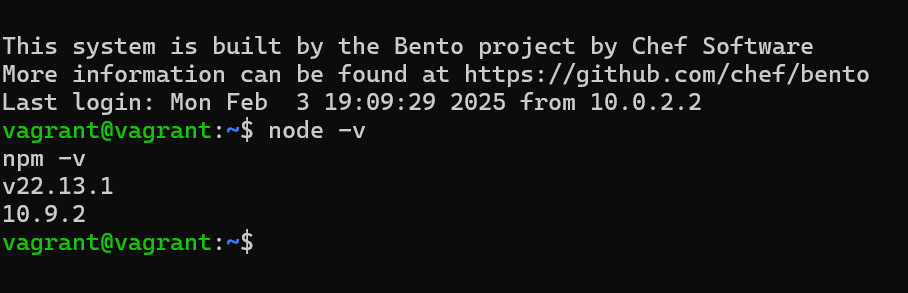 This system is built by the Bento project by Chef Software
More information can be found at https://github.com/chef/bento
Last login: Mon Feb  3 19:09:29 2025 from 10.0.2.2
vagrant@vagrant:~$ node -v
npm -v
v22.13.1
10.9.2
vagrant@vagrant:~$